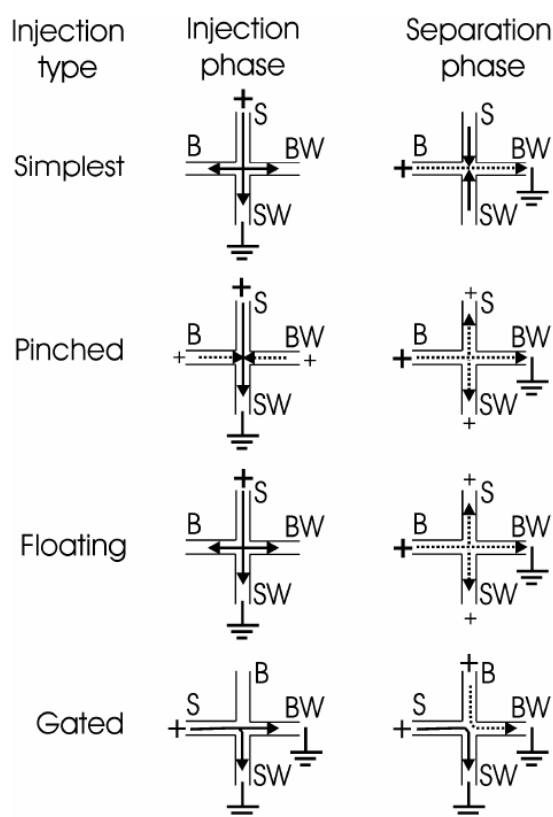 Injection type
Injection phase
Separation phase
Simplest
+
S
B
BW
SW
B
+
BW
SW
Pinched
+
S
B
BW
+
+
SW
+
S
B
BW
+
SW
+
Floating
+
S
B
BW
SW
+
S
B
BW
+
SW
+
Gated
B
S
BW
+
SW
+
B
S
BW
+
SW